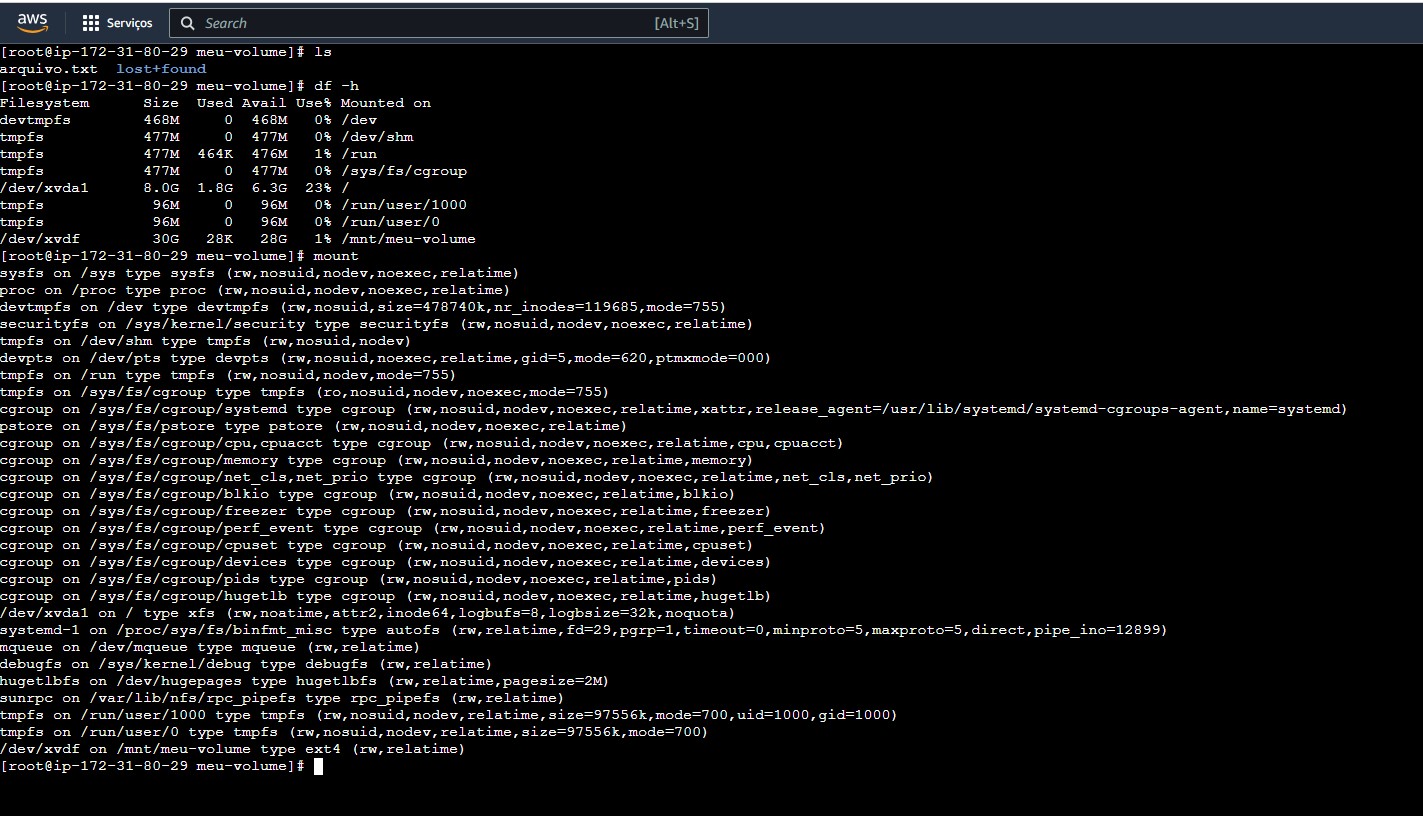 aws Serviços Search [Alt+S]
[root@ip-172-31-80-29 meu-volume]# ls
arquivo.txt  lost+found
[root@ip-172-31-80-29 meu-volume]# df -h
Filesystem      Size  Used Avail Use% Mounted on
devtmpfs        468M     0  468M   0% /dev
tmpfs           477M     0  477M   0% /dev/shm
tmpfs           477M  464K  476M   1% /run
tmpfs           477M     0  477M   0% /sys/fs/cgroup
/dev/xvda1      8.0G  1.8G  6.3G  23% /
tmpfs            96M     0   96M   0% /run/user/1000
tmpfs            96M     0   96M   0% /run/user/0
/dev/xvdf        30G   28K   28G   1% /mnt/meu-volume
[root@ip-172-31-80-29 meu-volume]# mount
sysfs on /sys type sysfs (rw,nosuid,nodev,noexec,relatime)
proc on /proc type proc (rw,nosuid,nodev,noexec,relatime)
devtmpfs on /dev type devtmpfs (rw,nosuid,size=478740k,nr_inodes=119685,mode=755)
securityfs on /sys/kernel/security type securityfs (rw,nosuid,nodev,noexec,relatime)
tmpfs on /dev/shm type tmpfs (rw,nosuid,nodev)
devpts on /dev/pts type devpts (rw,nosuid,noexec,relatime,gid=5,mode=620,ptmxmode=000)
tmpfs on /run type tmpfs (rw,nosuid,nodev,mode=755)
tmpfs on /sys/fs/cgroup type tmpfs (ro,nosuid,nodev,noexec,mode=755)
cgroup on /sys/fs/cgroup/systemd type cgroup (rw,nosuid,nodev,noexec,relatime,xattr,release_agent=/usr/lib/systemd/systemd-cgroups-agent,name=systemd)
pstore on /sys/fs/pstore type pstore (rw,nosuid,nodev,noexec,relatime)
cgroup on /sys/fs/cgroup/cpu,cpuacct type cgroup (rw,nosuid,nodev,noexec,relatime,cpu,cpuacct)
cgroup on /sys/fs/cgroup/memory type cgroup (rw,nosuid,nodev,noexec,relatime,memory)
cgroup on /sys/fs/cgroup/net_cls,net_prio type cgroup (rw,nosuid,nodev,noexec,relatime,net_cls,net_prio)
cgroup on /sys/fs/cgroup/blkio type cgroup (rw,nosuid,nodev,noexec,relatime,blkio)
cgroup on /sys/fs/cgroup/freezer type cgroup (rw,nosuid,nodev,noexec,relatime,freezer)
cgroup on /sys/fs/cgroup/perf_event type cgroup (rw,nosuid,nodev,noexec,relatime,perf_event)
cgroup on /sys/fs/cgroup/cpuset type cgroup (rw,nosuid,nodev,noexec,relatime,cpuset)
cgroup on /sys/fs/cgroup/devices type cgroup (rw,nosuid,nodev,noexec,relatime,devices)
cgroup on /sys/fs/cgroup/pids type cgroup (rw,nosuid,nodev,noexec,relatime,pids)
cgroup on /sys/fs/cgroup/hugetlb type cgroup (rw,nosuid,nodev,noexec,relatime,hugetlb)
/dev/xvda1 on / type xfs (rw,noatime,attr2,inode64,logbufs=8,logbsize=32k,noquota)
systemd-1 on /proc/sys/fs/binfmt_misc type autofs (rw,relatime,fd=29,pgrp=1,timeout=0,minproto=5,maxproto=5,direct,pipe_ino=12899)
mqueue on /dev/mqueue type mqueue (rw,relatime)
debugfs on /sys/kernel/debug type debugfs (rw,relatime)
hugetlbfs on /dev/hugepages type hugetlbfs (rw,relatime,pagesize=2M)
sunrpc on /var/lib/nfs/rpc_pipefs type rpc_pipefs (rw,relatime)
tmpfs on /run/user/1000 type tmpfs (rw,nosuid,nodev,relatime,size=97556k,mode=700,uid=1000,gid=1000)
tmpfs on /run/user/0 type tmpfs (rw,nosuid,nodev,relatime,size=97556k,mode=700)
/dev/xvdf on /mnt/meu-volume type ext4 (rw,relatime)
[root@ip-172-31-80-29 meu-volume]#